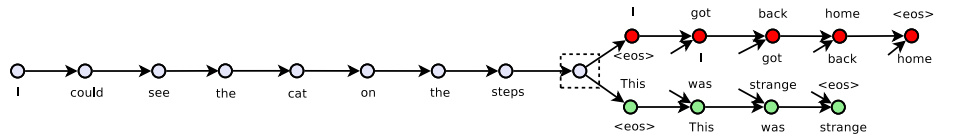 I got back home <eos>
I could see the cat on the steps
<eos> I got back home
This was strange <eos>
<eos> This was strange